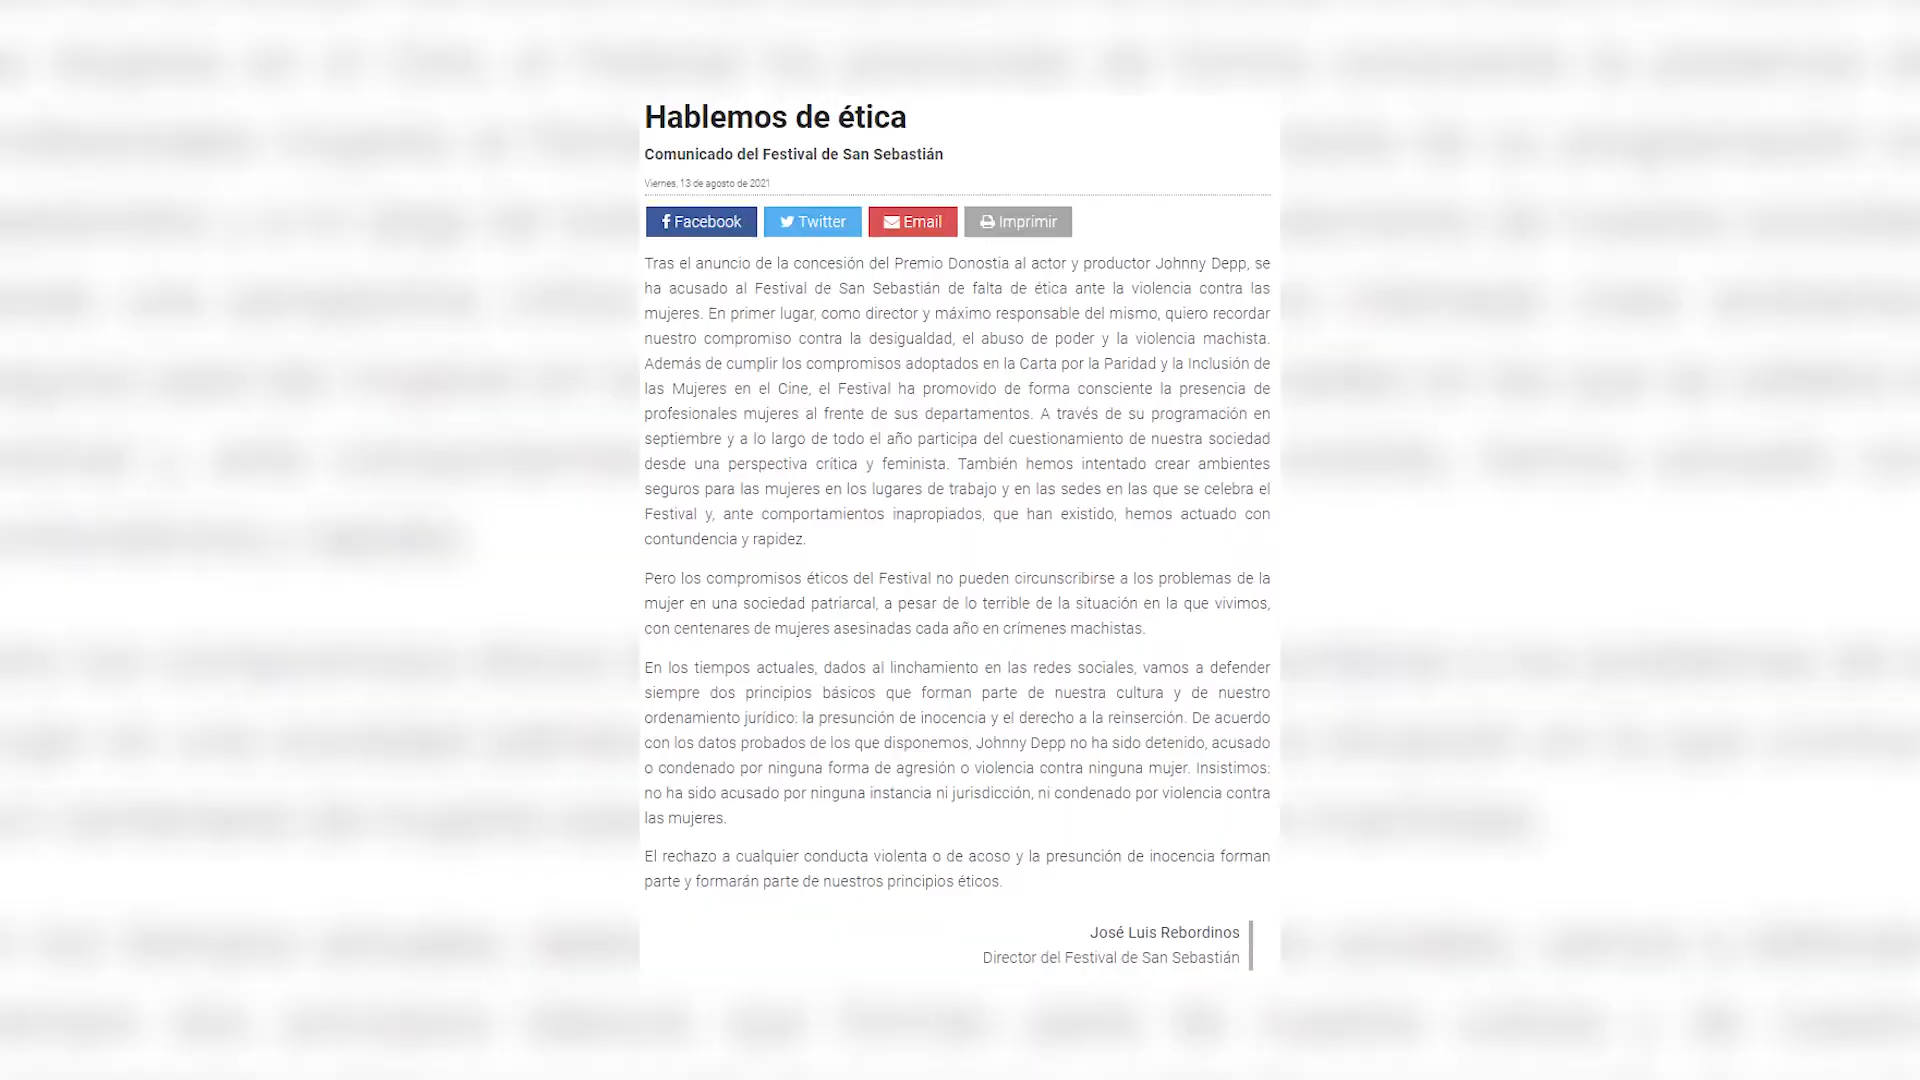 Hablemos de ética
Comunicado del Festival de San Sebastián
Viernes, 13 de agosto de 2021
Facebook Twitter Email Imprimir
Tras el anuncio de la concesión del Premio Donostia al actor y productor Johnny Depp, se
ha acusado al Festival de San Sebastián de falta de ética ante la violencia contra las
mujeres. En primer lugar, como director y máximo responsable del mismo, quiero recordar
nuestro compromiso contra la desigualdad, el abuso de poder y la violencia machista.
Además de cumplir los compromisos adoptados en la Carta por la Paridad y la Inclusión de
las Mujeres en el Cine, el Festival ha promovido de forma consciente la presencia de
profesionales mujeres al frente de sus departamentos. A través de su programación en
septiembre y a lo largo de todo el año participa del cuestionamiento de nuestra sociedad
desde una perspectiva crítica y feminista. También hemos intentado crear ambientes
seguros para las mujeres en los lugares de trabajo y en las sedes en las que se celebra el
Festival y, ante comportamientos inapropiados, que han existido, hemos actuado con
contundencia y rapidez.
Pero los compromisos éticos del Festival no pueden circunscribirse a los problemas de la
mujer en una sociedad patriarcal, a pesar de lo terrible de la situación en la que vivimos,
con centenares de mujeres asesinadas cada año en crímenes machistas.
En los tiempos actuales, dados al linchamiento en las redes sociales, vamos a defender
siempre dos principios básicos que forman parte de nuestra cultura y de nuestro
ordenamiento jurídico: la presunción de inocencia y el derecho a la reinserción. De acuerdo
con los datos probados de los que disponemos, Johnny Depp no ha sido detenido, acusado
o condenado por ninguna forma de agresión o violencia contra ninguna mujer. Insistimos:
no ha sido acusado por ninguna instancia ni jurisdicción, ni condenado por violencia contra
las mujeres.
El rechazo a cualquier conducta violenta o de acoso y la presunción de inocencia forman
parte y formarán parte de nuestros principios éticos.
José Luis Rebordinos
Director del Festival de San Sebastián